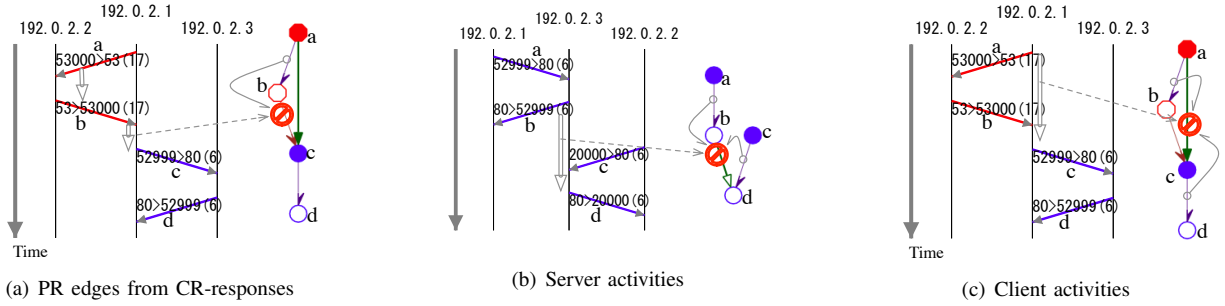 192.0.2.1
192.0.2.2
192.0.2.3
a
53000>53(17)
53>53000(17)
b
52999>80(6)
c
80>52999(6)
d
Time
a
b
c
d
(a) PR edges from CR-responses
192.0.2.3
192.0.2.1
192.0.2.2
a
52999>80(6)
80>52999(6)
b
20000>80(6)
c
80>20000(6)
d
a
b
c
d
(b) Server activities
192.0.2.1
192.0.2.2
192.0.2.3
a
53000>53(17)
53>53000(17)
b
52999>80(6)
c
80>52999(6)
d
Time
a
b
c
d
(c) Client activities